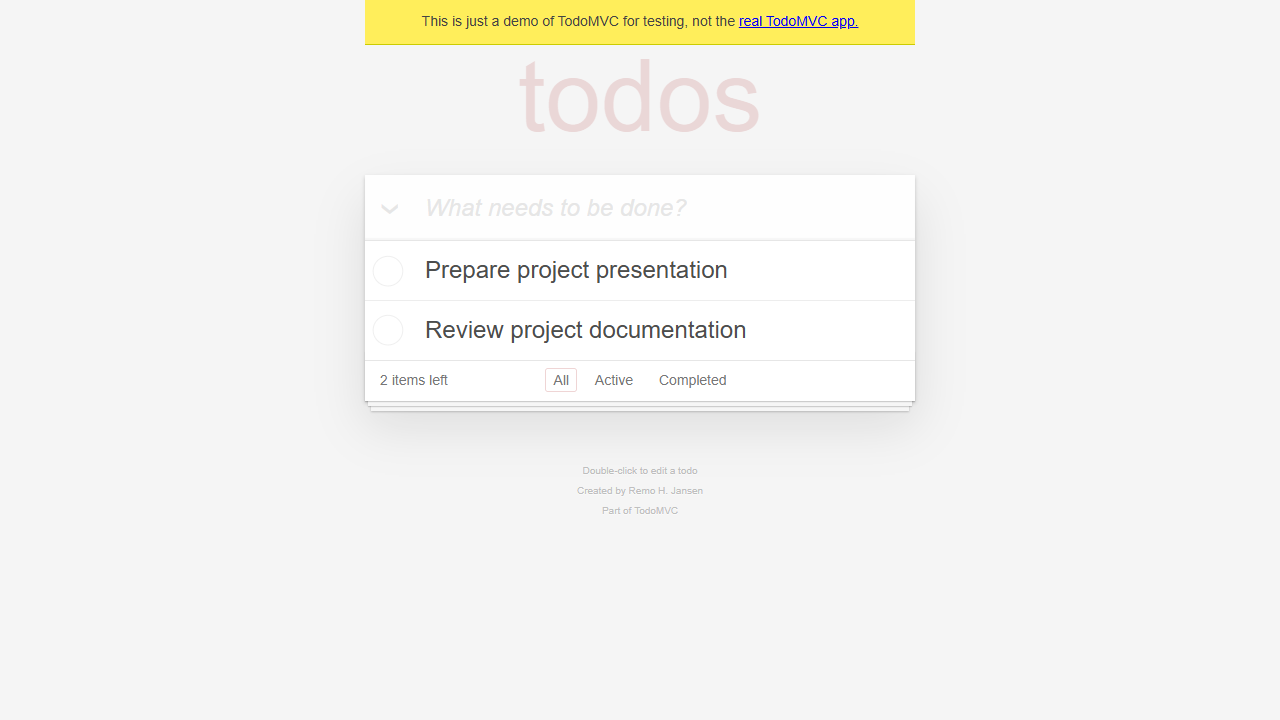 This is just a demo of TodoMVC for testing, not the real TodoMVC app.
todos
What needs to be done?
Prepare project presentation
Review project documentation
2 items left All Active Completed
Double-click to edit a todo
Created by Remo H. Jansen
Part of TodoMVC